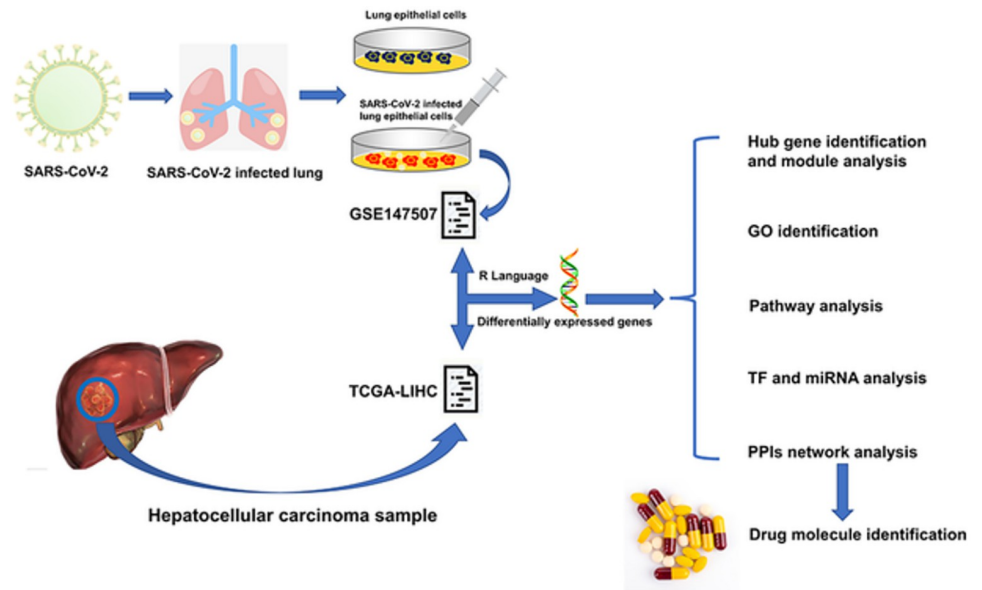 Lung epithelial cells
SARS-CoV-2 infected
lung epithelial cells
SARS-CoV-2
SARS-CoV-2 infected lung
GSE147507
R Language
Differentially expressed genes
TCGA-LIHC
Hepatocellular carcinoma sample
Hub gene identification
and module analysis
GO identification
Pathway analysis
TF and miRNA analysis
PPIs network analysis
Drug molecule identification